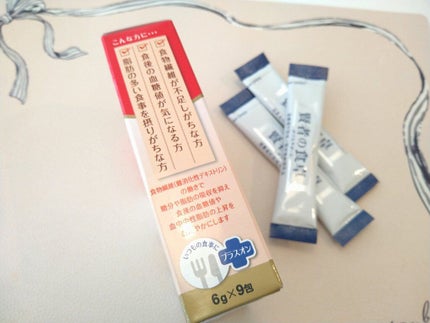 こんな方に…
食物繊維が不足しがちな方
食後の血糖値が気になる方
脂肪の多い食事を摂りがちな方
食物繊維(難消化性デキストリン)
の働きで
糖分や脂肪の吸収を抑え
食後の血糖値や
血中中性脂肪の上昇を
おだやかにします
いつもの食事に
プラスオン
6g×9包
賢者の食卓